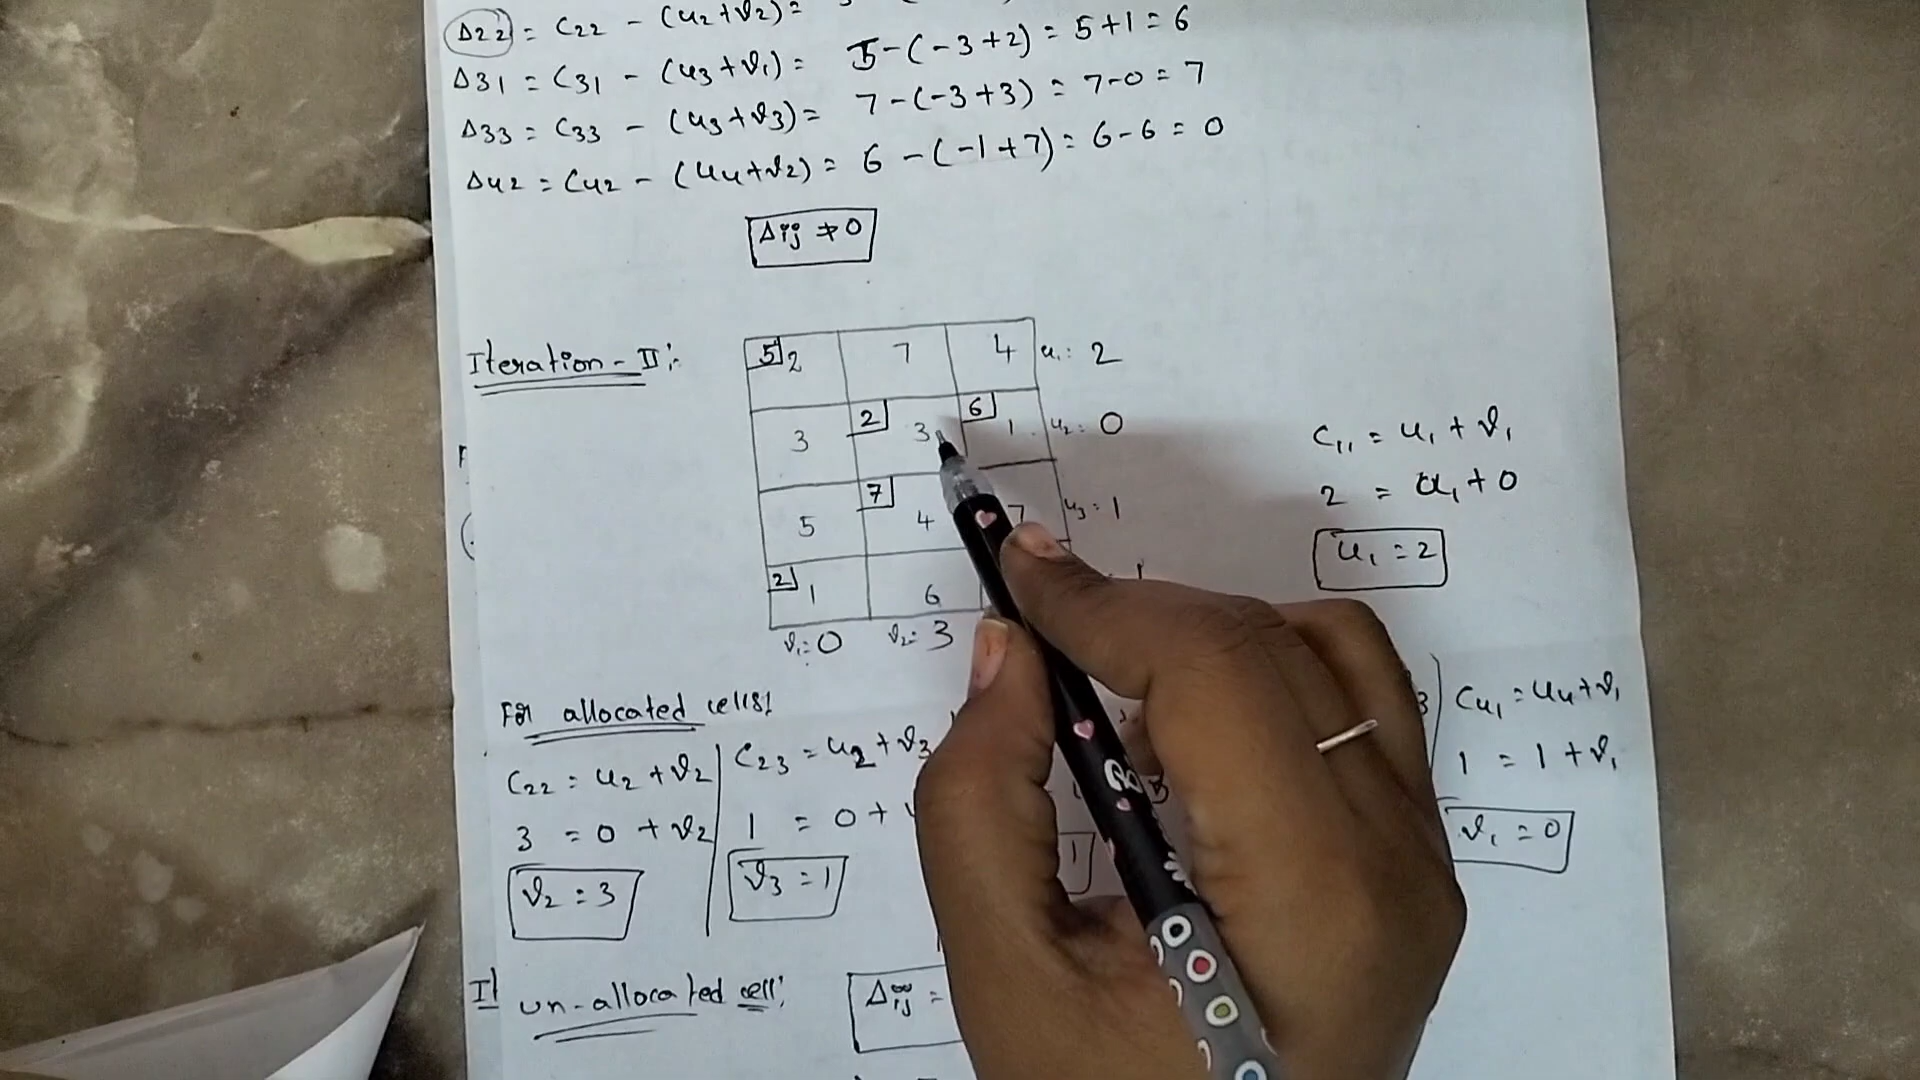 Δ22 = C22 - (u2+v2) =
Δ31 = C31 - (u3+v1) = 5-(-3+2) = 5+1 = 6
Δ33 = C33 - (u3+v3) = 7-(-3+3) = 7-0 = 7
Δ42 = C42 - (u4+v2) = 6-(-1+7) = 6-6 = 0
Δij ≯ 0
Iteration - II:-
5 2 7 4 u1: 2
3 2 3 6 1 u2: 0
5 7 4 7 u3: 1
2 1 6
v1: 0 v2: 3
C11 = u1 + v1
2 = u1 + 0
u1 = 2
For allocated cells:
C22 = u2 + v2 C23 = u2 + v3 C41 = u4 + v1
3 = 0 + v2 1 = 0 + 1 = 1 + v1
v2 = 3 v3 = 1 v1 = 0
un-allocated cell: Δij =